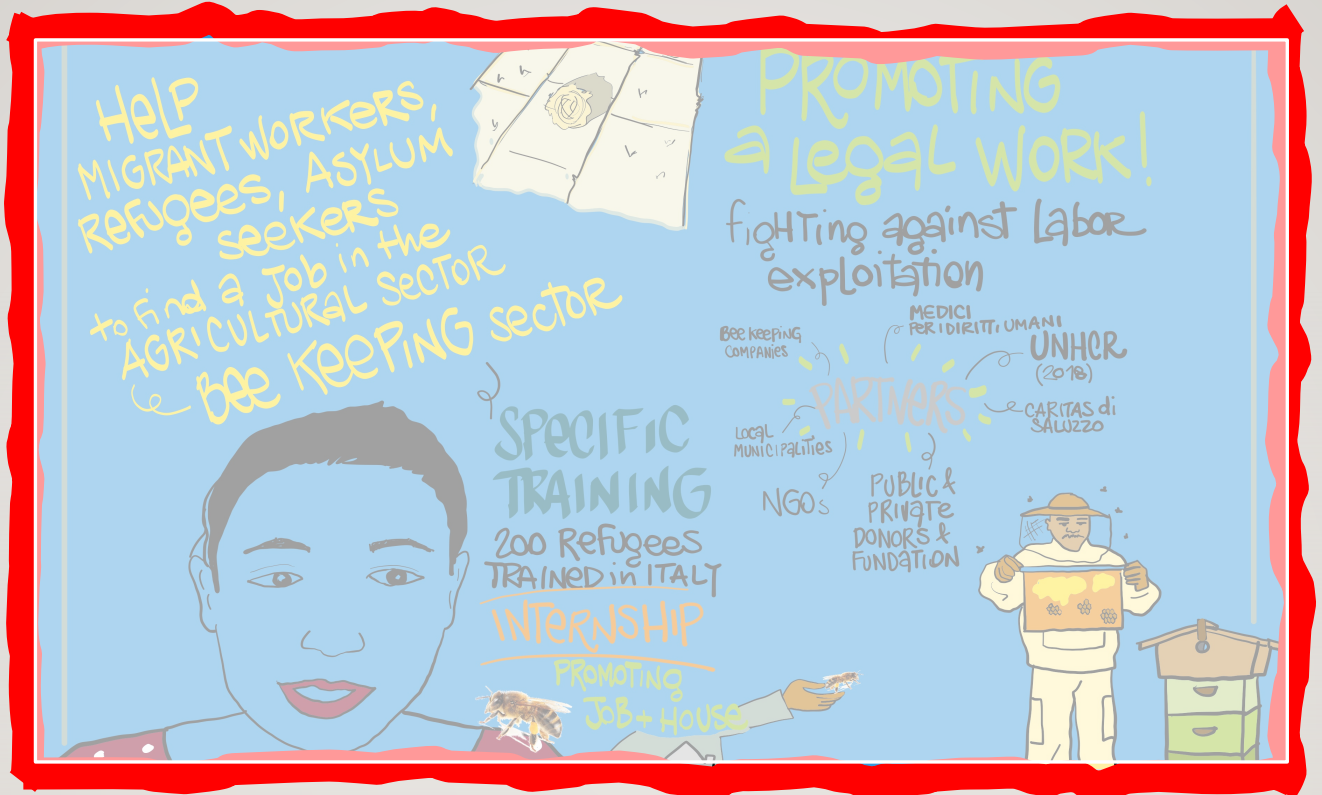 HELP
MIGRANT WORKERS,
Refugees, ASYLUM
seekers
to find a Job in the
AGRICULTURAL SECTOR
Bee KeePING sector
SPeCIFiC
TRAINING
200 Refugees
TRAINED in ITALY
INTeRNSHIP
PROMOTING
JOB + HOUSe
PROMOTING
a LegaL WORK!
figHTing against Labor
exploitation
Bee keePiNG
COMPANieS
MEDICI
PeR I DIRITTI UMANI
UNHCR
(2018)
PARTNeRS
CARITAS di
SALUZZO
LOCAL
MUNICIPALITIES
NGOs
PUBLIC &
PRIVATe
DONORS &
FUNDATION